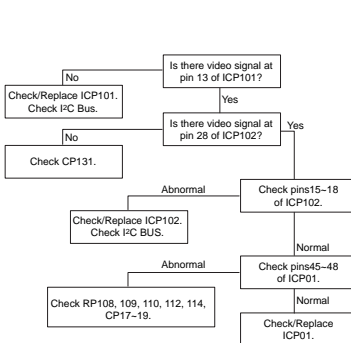 Is there video signal at
pin 13 of ICP101?
No
Yes
Check/Replace ICP101.
Check I²C Bus.
Is there video signal at
pin 28 of ICP102?
No
Yes
Check CP131.
Abnormal
Check pins15~18
of ICP102.
Check/Replace ICP102.
Check I²C BUS.
Normal
Abnormal
Check pins45~48
of ICP01.
Normal
Check RP108, 109, 110, 112, 114,
CP17~19.
Check/Replace
ICP01.